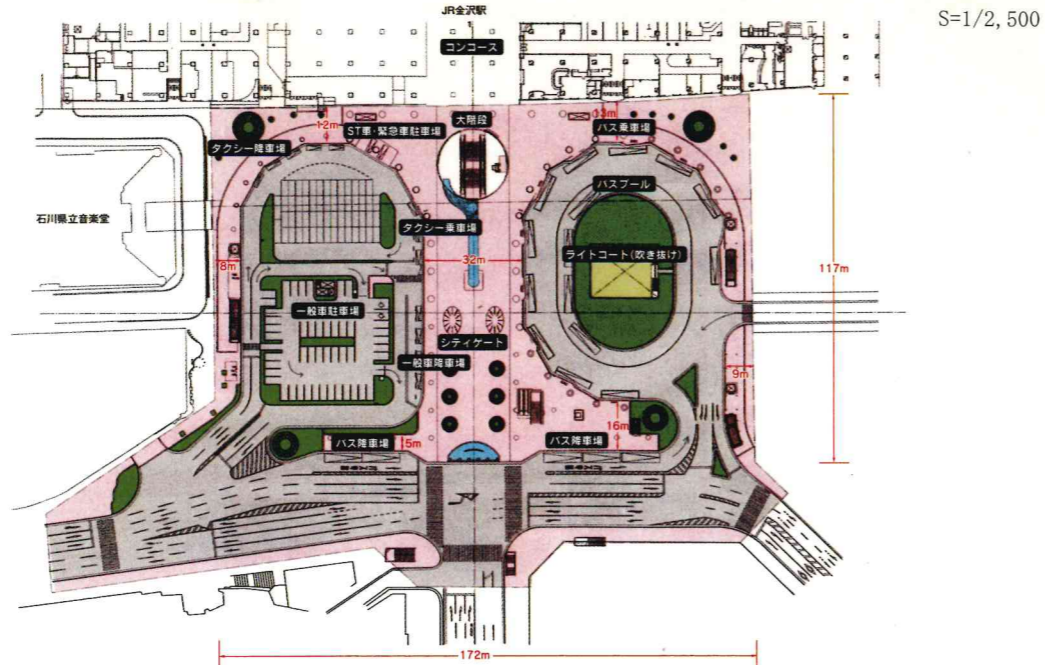 JR金沢駅
S=1/2,500
コンコース
12m
ST車・緊急車駐車場
大階段
13m
バス乗車場
タクシー降車場
バスプール
石川県立音楽堂
タクシー乗車場
ライトコート(吹き抜け)
8m
32m
117m
一般車駐車場
シティゲート
一般車降車場
9m
16m
バス降車場
5m
バス降車場
172m